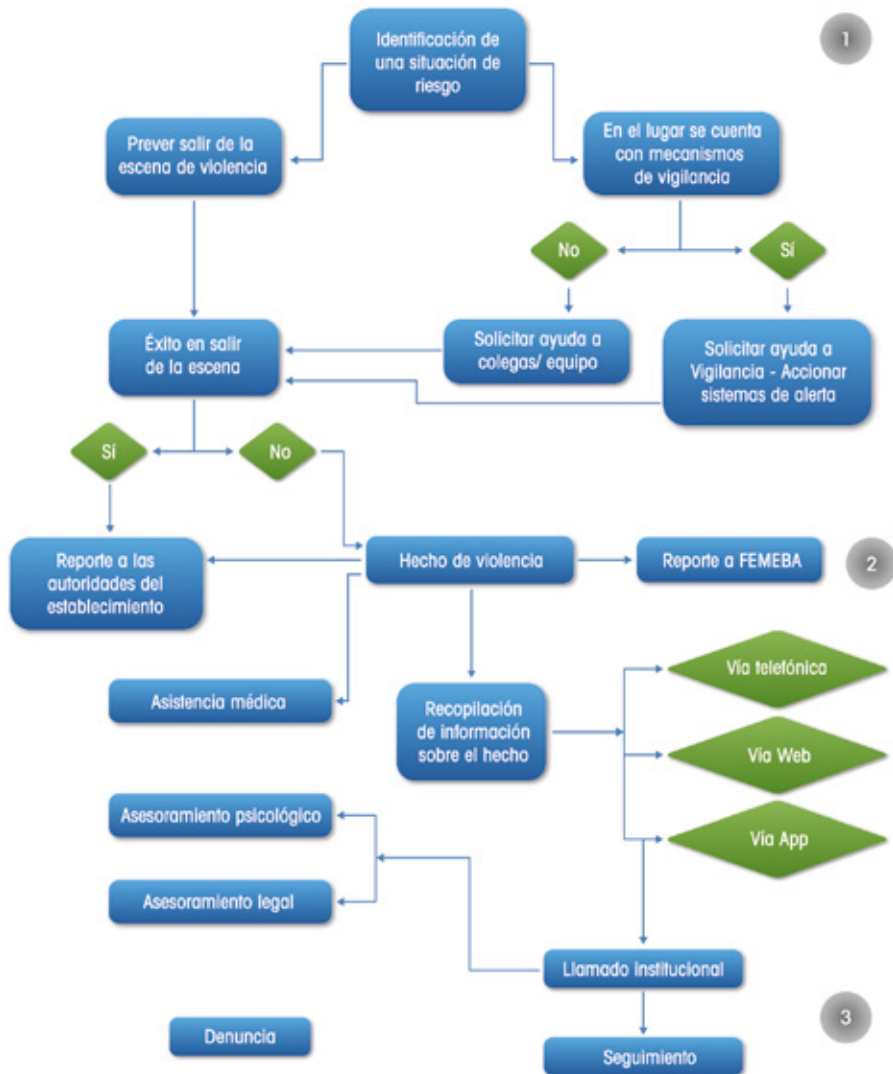 Identificación de
una situación de
riesgo
1
Prever salir de la
escena de violencia
En el lugar se cuenta
con mecanismos
de vigilancia
No
Sí
Éxito en salir
de la escena
Solicitar ayuda a
colegas/ equipo
Solicitar ayuda a
Vigilancia - Accionar
sistemas de alerta
Sí
No
Reporte a las
autoridades del
establecimiento
Hecho de violencia
Reporte a FEMEBA
2
Asistencia médica
Recopilación
de información
sobre el hecho
Vía telefónica
Vía Web
Vía App
Asesoramiento psicológico
Asesoramiento legal
Llamado institucional
Denuncia
Seguimiento
3